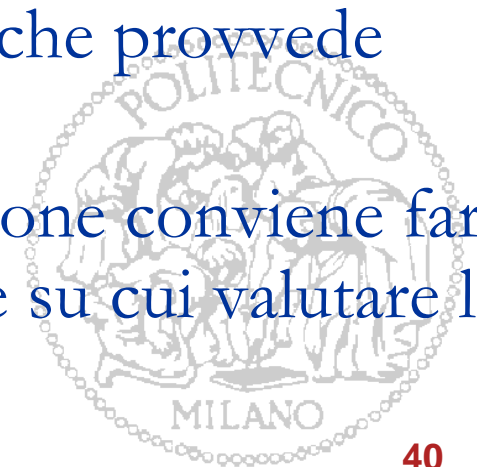 che provvede
POLITECNICO
one conviene far
e su cui valutare l
MILANO
40